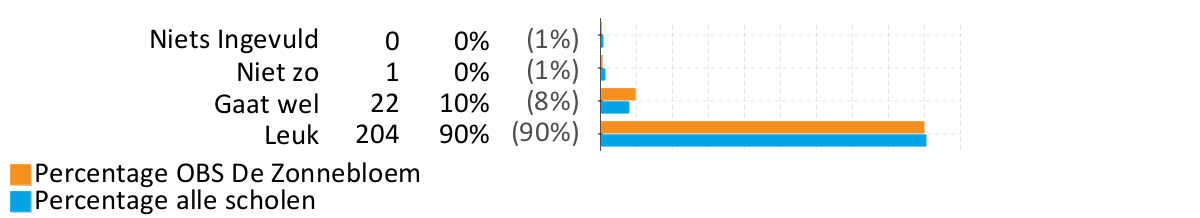 Niets Ingevuld 0 0% (1%)
Niet zo 1 0% (1%)
Gaat wel 22 10% (8%)
Leuk 204 90% (90%)
Percentage OBS De Zonnebloem
Percentage alle scholen